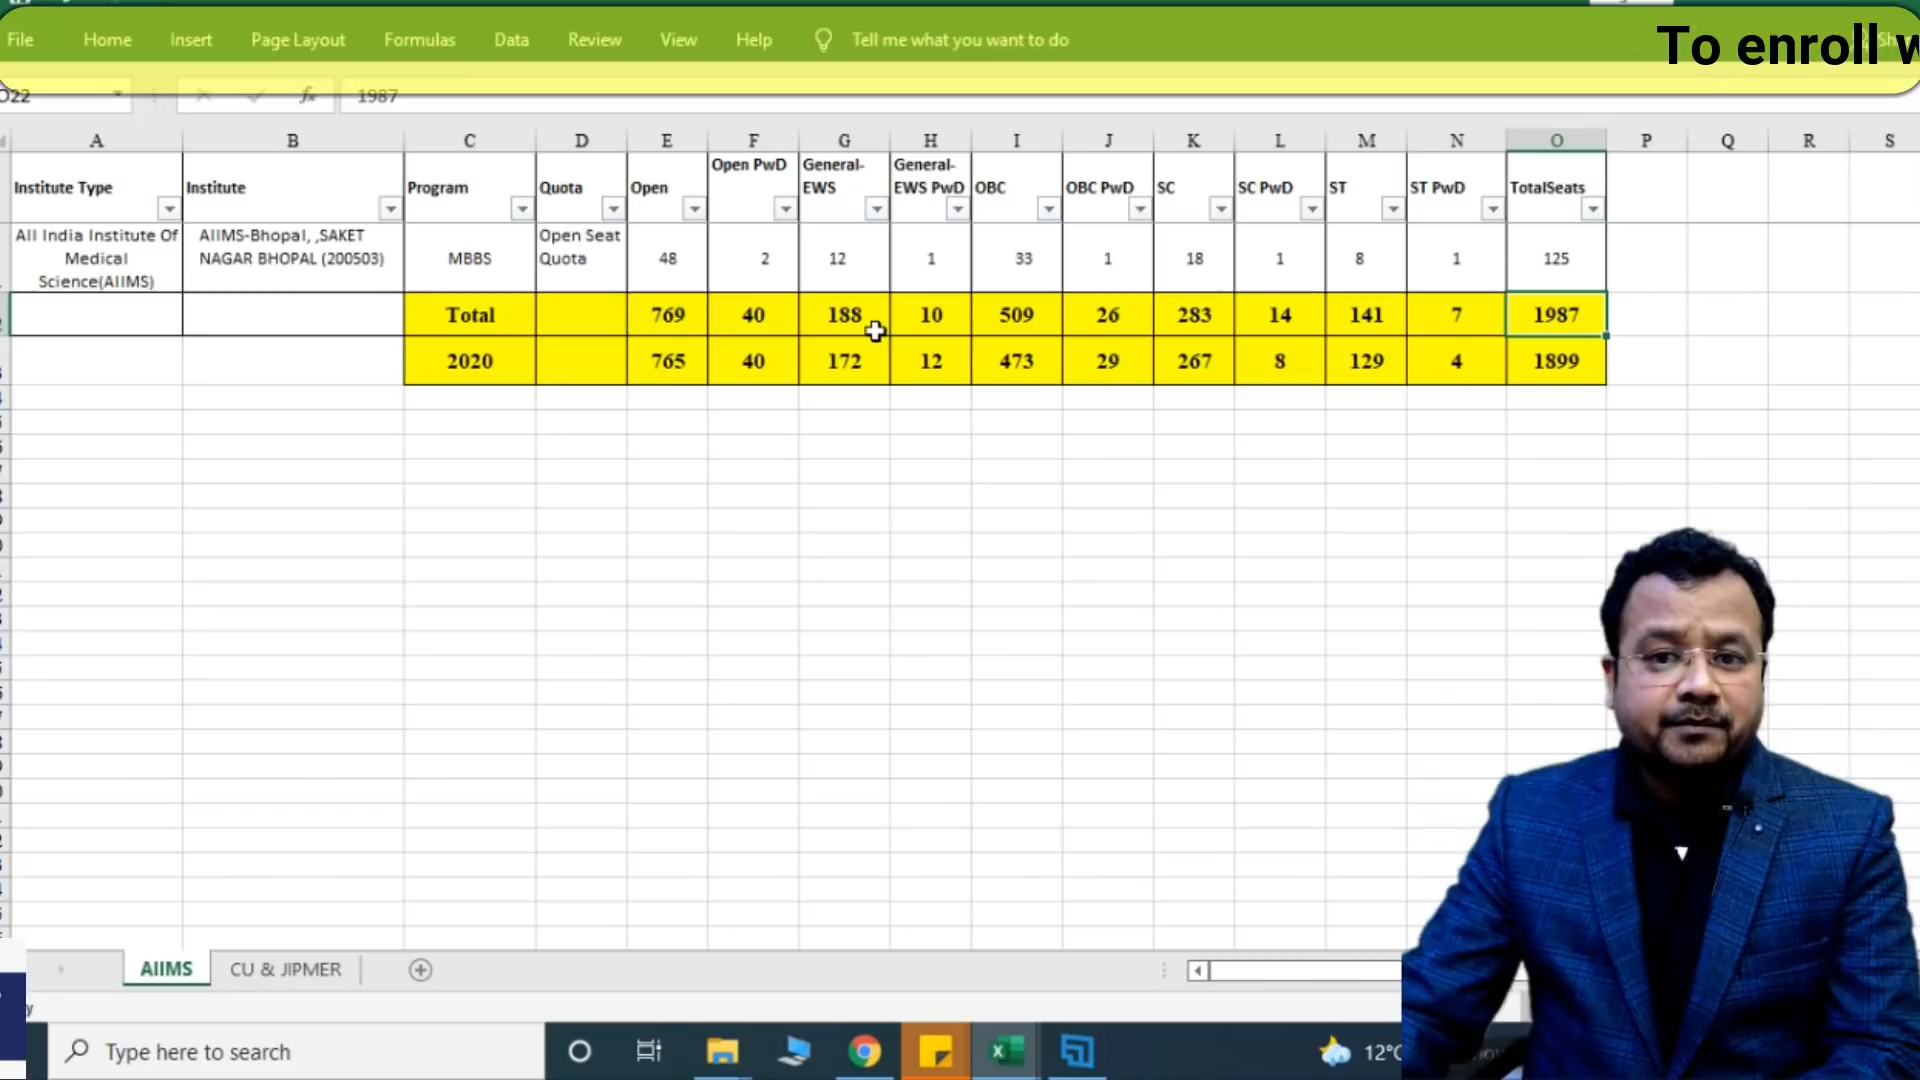 File Home Insert Page Layout Formulas Data Review View Help Tell me what you want to do
To enroll
O22 fx 1987
A B C D E F G H I J K L M N O P Q R S
Institute Type Institute Program Quota Open Open PwD General-EWS General-EWS PwD OBC OBC PwD SC SC PwD ST ST PwD TotalSeats
All India Institute Of Medical Science(AIIMS) AIIMS-Bhopal, ,SAKET NAGAR BHOPAL (200503) MBBS Open Seat Quota 48 2 12 1 33 1 18 1 8 1 125
Total 769 40 188 10 509 26 283 14 141 7 1987
2020 765 40 172 12 473 29 267 8 129 4 1899
AIIMS CU & JIPMER
Type here to search
12°C